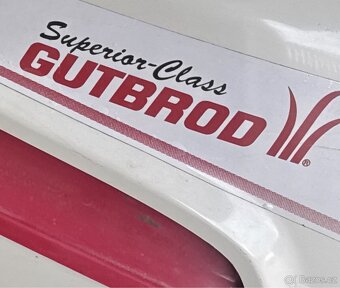 Superior-Class
GUTBROD
®
Bazos.cz